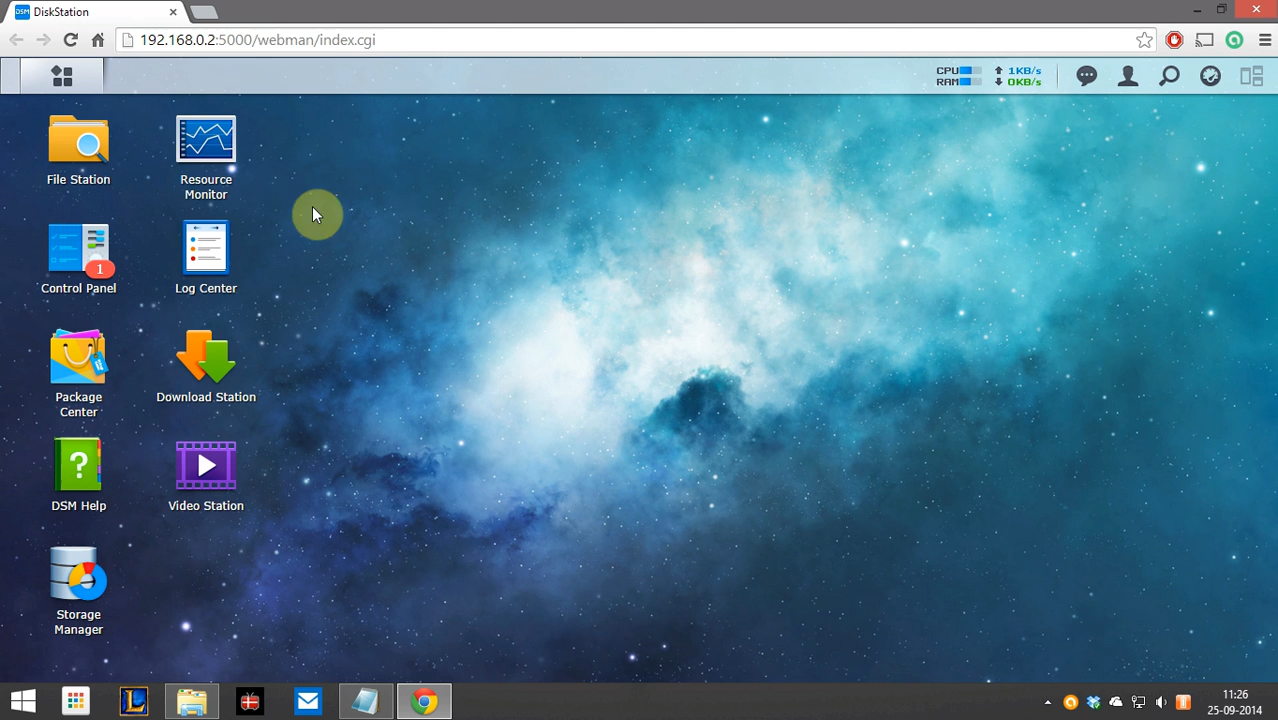 DSM DiskStation
192.168.0.2:5000/webman/index.cgi
CPU 1KB/s
RAM 0KB/s
File Station
Resource
Monitor
1
Control Panel
Log Center
Package
Center
Download Station
?
DSM Help
Video Station
Storage
Manager
L
11:26
25-09-2014